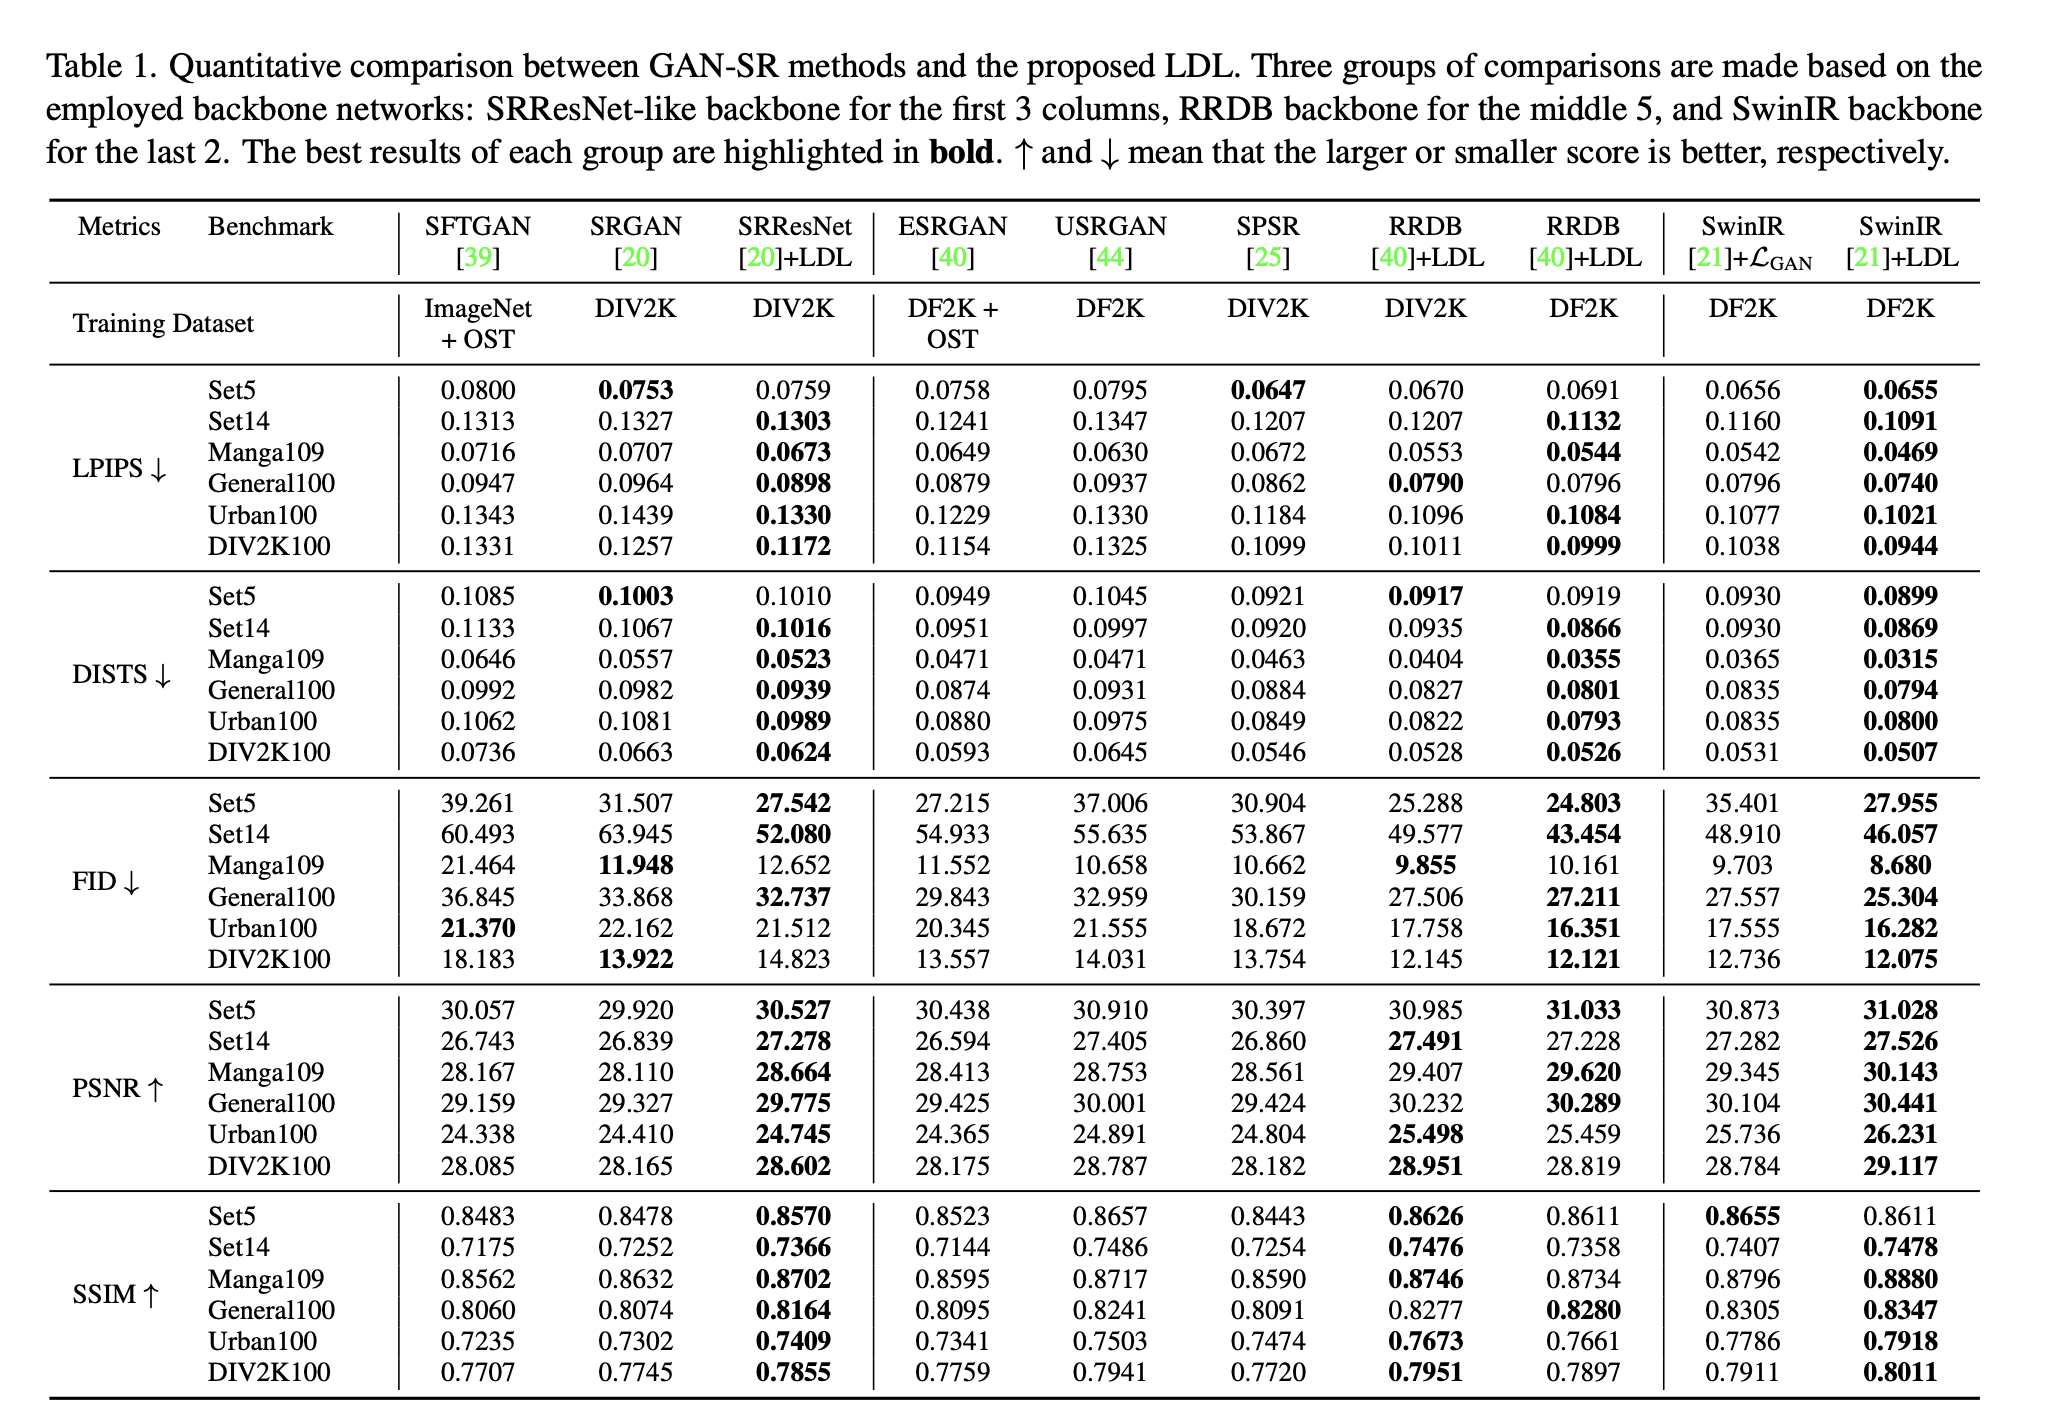 Table 1. Quantitative comparison between GAN-SR methods and the proposed LDL. Three groups of comparisons are made based on the
employed backbone networks: SRResNet-like backbone for the first 3 columns, RRDB backbone for the middle 5, and SwinIR backbone
for the last 2. The best results of each group are highlighted in bold. ↑ and ↓ mean that the larger or smaller score is better, respectively.
Metrics Benchmark SFTGAN SRGAN SRResNet ESRGAN USRGAN SPSR RRDB RRDB SwinIR SwinIR
[39] [20] [20]+LDL [40] [44] [25] [40]+LDL [40]+LDL [21]+ℒGAN [21]+LDL
Training Dataset ImageNet DIV2K DIV2K DF2K + DF2K DIV2K DIV2K DF2K DF2K DF2K
+ OST OST
LPIPS ↓
Set5 0.0800 0.0753 0.0759 0.0758 0.0795 0.0647 0.0670 0.0691 0.0656 0.0655
Set14 0.1313 0.1327 0.1303 0.1241 0.1347 0.1207 0.1207 0.1132 0.1160 0.1091
Manga109 0.0716 0.0707 0.0673 0.0649 0.0630 0.0672 0.0553 0.0544 0.0542 0.0469
General100 0.0947 0.0964 0.0898 0.0879 0.0937 0.0862 0.0790 0.0796 0.0796 0.0740
Urban100 0.1343 0.1439 0.1330 0.1229 0.1330 0.1184 0.1096 0.1084 0.1077 0.1021
DIV2K100 0.1331 0.1257 0.1172 0.1154 0.1325 0.1099 0.1011 0.0999 0.1038 0.0944
DISTS ↓
Set5 0.1085 0.1003 0.1010 0.0949 0.1045 0.0921 0.0917 0.0919 0.0930 0.0899
Set14 0.1133 0.1067 0.1016 0.0951 0.0997 0.0920 0.0935 0.0866 0.0930 0.0869
Manga109 0.0646 0.0557 0.0523 0.0471 0.0471 0.0463 0.0404 0.0355 0.0365 0.0315
General100 0.0992 0.0982 0.0939 0.0874 0.0931 0.0884 0.0827 0.0801 0.0835 0.0794
Urban100 0.1062 0.1081 0.0989 0.0880 0.0975 0.0849 0.0822 0.0793 0.0835 0.0800
DIV2K100 0.0736 0.0663 0.0624 0.0593 0.0645 0.0546 0.0528 0.0526 0.0531 0.0507
FID ↓
Set5 39.261 31.507 27.542 27.215 37.006 30.904 25.288 24.803 35.401 27.955
Set14 60.493 63.945 52.080 54.933 55.635 53.867 49.577 43.454 48.910 46.057
Manga109 21.464 11.948 12.652 11.552 10.658 10.662 9.855 10.161 9.703 8.680
General100 36.845 33.868 32.737 29.843 32.959 30.159 27.506 27.211 27.557 25.304
Urban100 21.370 22.162 21.512 20.345 21.555 18.672 17.758 16.351 17.555 16.282
DIV2K100 18.183 13.922 14.823 13.557 14.031 13.754 12.145 12.121 12.736 12.075
PSNR ↑
Set5 30.057 29.920 30.527 30.438 30.910 30.397 30.985 31.033 30.873 31.028
Set14 26.743 26.839 27.278 26.594 27.405 26.860 27.491 27.228 27.282 27.526
Manga109 28.167 28.110 28.664 28.413 28.753 28.561 29.407 29.620 29.345 30.143
General100 29.159 29.327 29.775 29.425 30.001 29.424 30.232 30.289 30.104 30.441
Urban100 24.338 24.410 24.745 24.365 24.891 24.804 25.498 25.459 25.736 26.231
DIV2K100 28.085 28.165 28.602 28.175 28.787 28.182 28.951 28.819 28.784 29.117
SSIM ↑
Set5 0.8483 0.8478 0.8570 0.8523 0.8657 0.8443 0.8626 0.8611 0.8655 0.8611
Set14 0.7175 0.7252 0.7366 0.7144 0.7486 0.7254 0.7476 0.7358 0.7407 0.7478
Manga109 0.8562 0.8632 0.8702 0.8595 0.8717 0.8590 0.8746 0.8734 0.8796 0.8880
General100 0.8060 0.8074 0.8164 0.8095 0.8241 0.8091 0.8277 0.8280 0.8305 0.8347
Urban100 0.7235 0.7302 0.7409 0.7341 0.7503 0.7474 0.7673 0.7661 0.7786 0.7918
DIV2K100 0.7707 0.7745 0.7855 0.7759 0.7941 0.7720 0.7951 0.7897 0.7911 0.8011